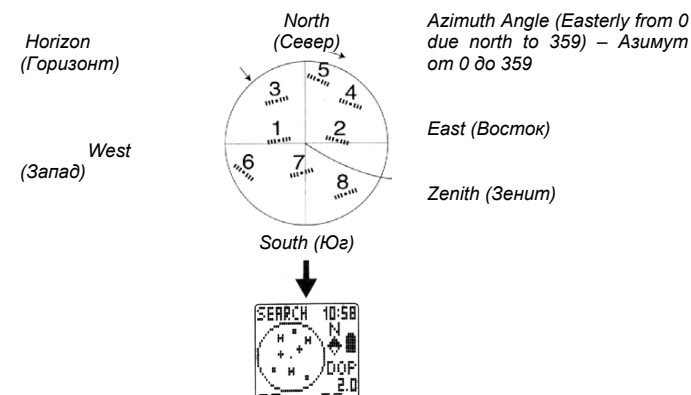 North
(Север)
Azimuth Angle (Easterly from 0
due north to 359) – Азимут
от 0 до 359
Horizon
(Горизонт)
5
3
4
1
2
East (Восток)
West
(Запад)
6
7
8
Zenith (Зенит)
South (Юг)
SEARCH 10:58
N
DOP
2.0